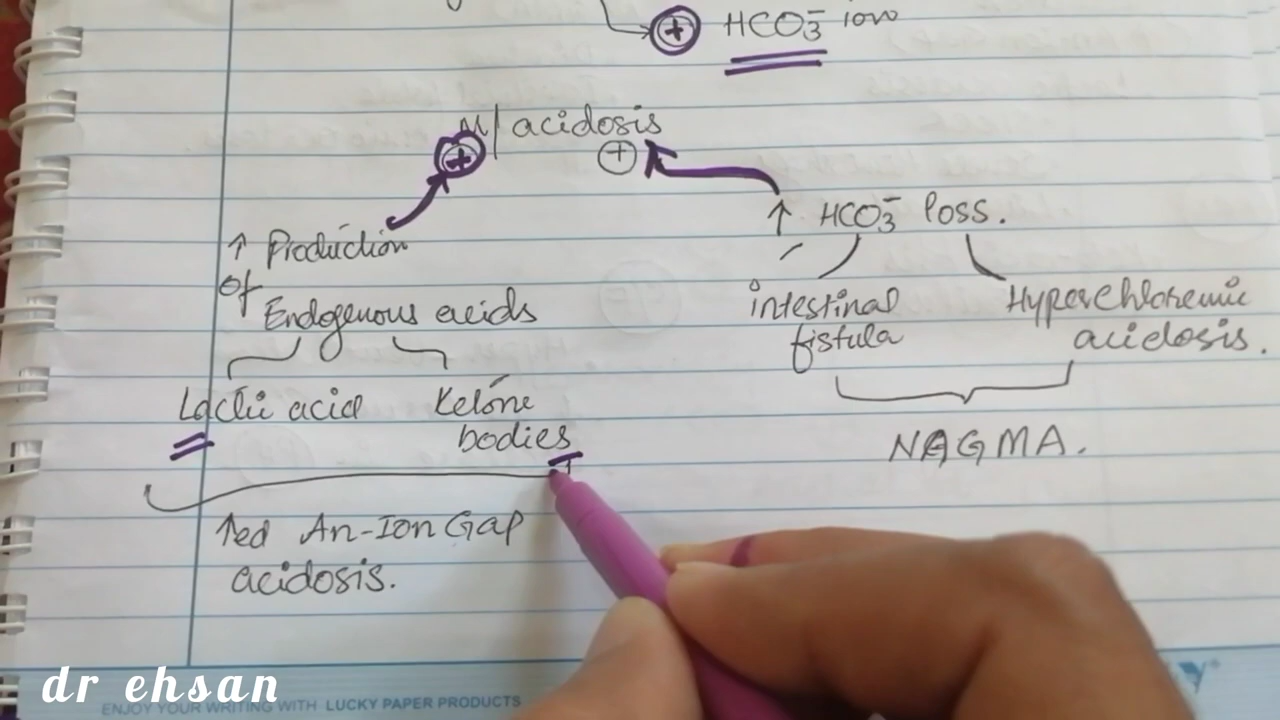 ⊕ HCO3⁻ ion
M/ acidosis
⊕ ⊕
↑ HCO3⁻ loss.
↑ Production
of
Endogenous acids
intestinal
fistula
Hyperchloremic
acidosis.
Lactic acid
Ketone
bodies
NAGMA.
↑ed An-Ion Gap
acidosis.
dr ehsan
ENJOY YOUR WRITING WITH LUCKY PAPER PRODUCTS